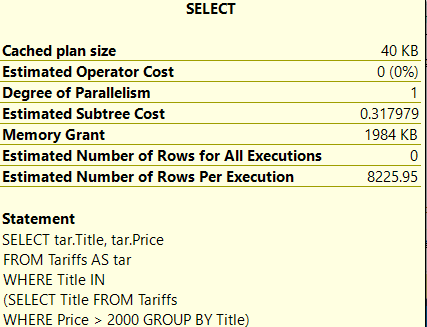 SELECT
Cached plan size 40 KB
Estimated Operator Cost 0 (0%)
Degree of Parallelism 1
Estimated Subtree Cost 0.317979
Memory Grant 1984 KB
Estimated Number of Rows for All Executions 0
Estimated Number of Rows Per Execution 8225.95
Statement
SELECT tar.Title, tar.Price
FROM Tariffs AS tar
WHERE Title IN
(SELECT Title FROM Tariffs
WHERE Price > 2000 GROUP BY Title)